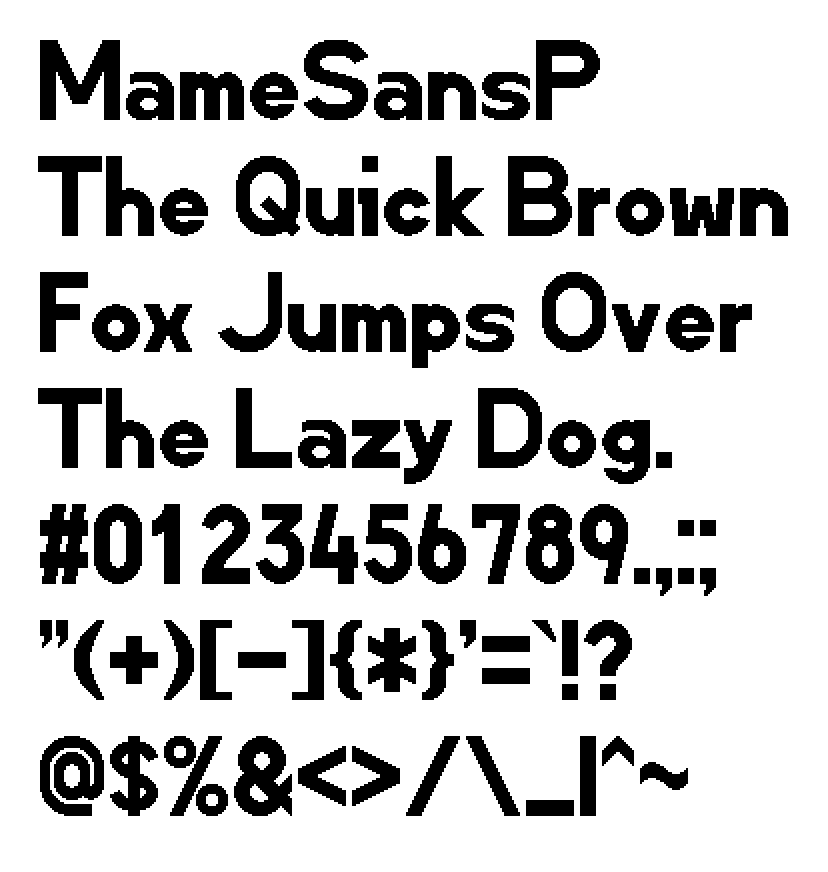 MameSansP
The Quick Brown
Fox Jumps Over
The Lazy Dog.
#0123456789.,:;
"(+)[-]{*}'=`!?
@$%&<>/\_|^~